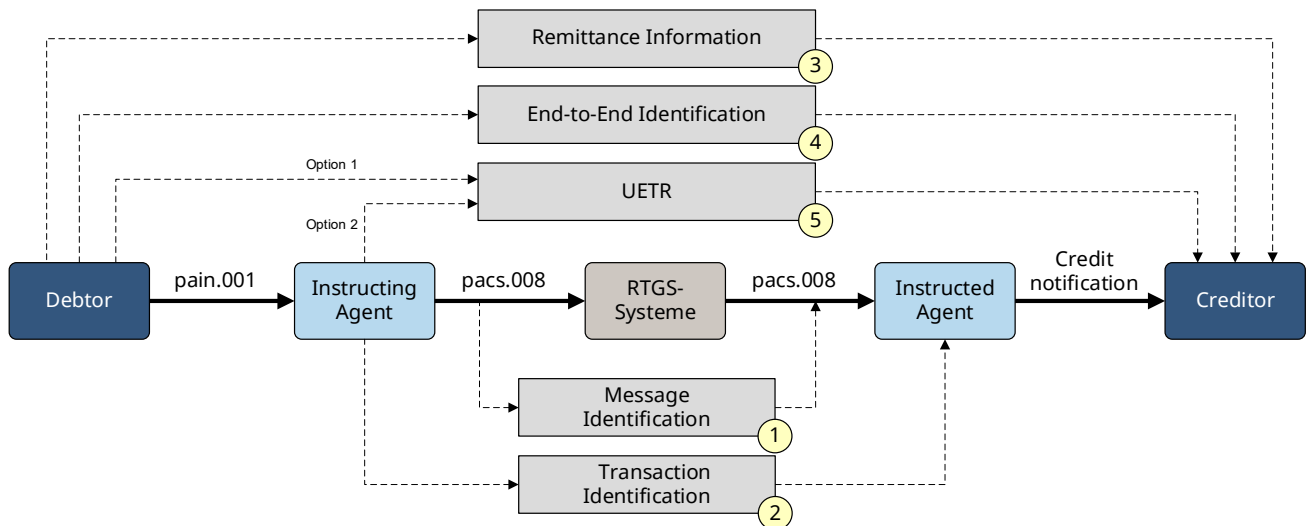 Remittance Information
3
End-to-End Identification
4
Option 1
UETR
5
Option 2
Debtor
pain.001
Instructing
Agent
pacs.008
RTGS-
Systeme
pacs.008
Instructed
Agent
Credit
notification
Creditor
Message
Identification
1
Transaction
Identification
2